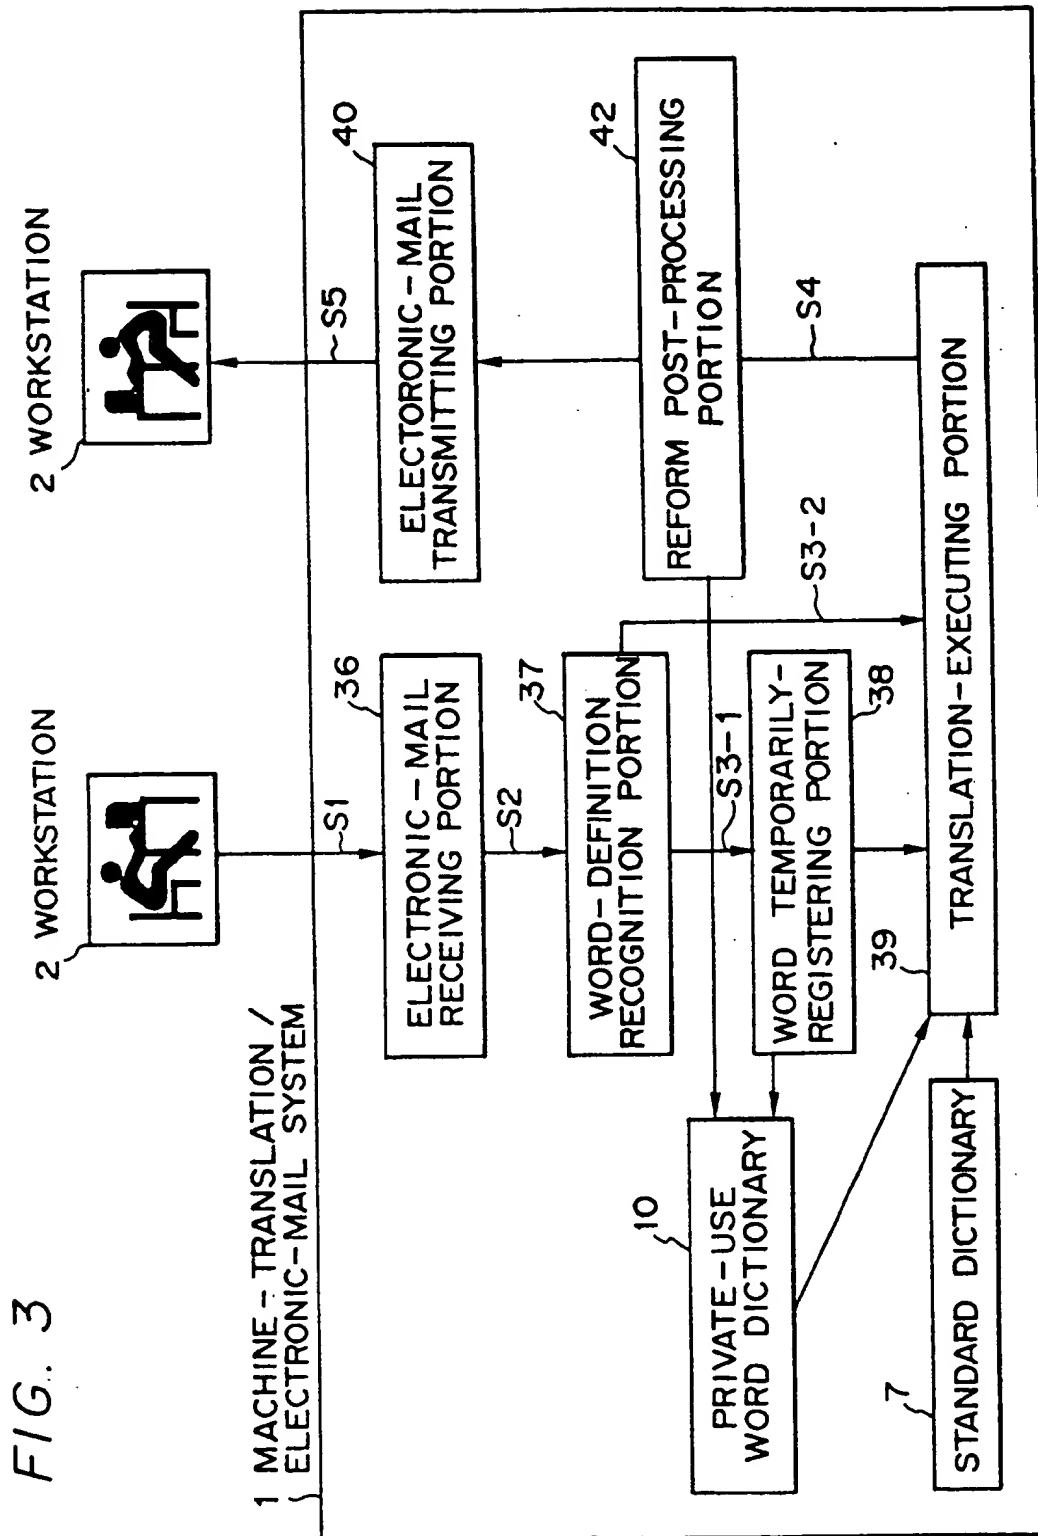 FIG. 3
2 WORKSTATION
2 WORKSTATION
1 MACHINE-TRANSLATION /
ELECTRONIC-MAIL SYSTEM
S1
S5
36
ELECTRONIC-MAIL
RECEIVING PORTION
40
ELECTORONIC-MAIL
TRANSMITTING PORTION
S2
37
WORD-DEFINITION
RECOGNITION PORTION
10
PRIVATE-USE
WORD DICTIONARY
S3-1
42
REFORM POST-PROCESSING
PORTION
WORD TEMPORARILY-
REGISTERING PORTION
38
S3-2
S4
7
STANDARD DICTIONARY
39
TRANSLATION-EXECUTING PORTION